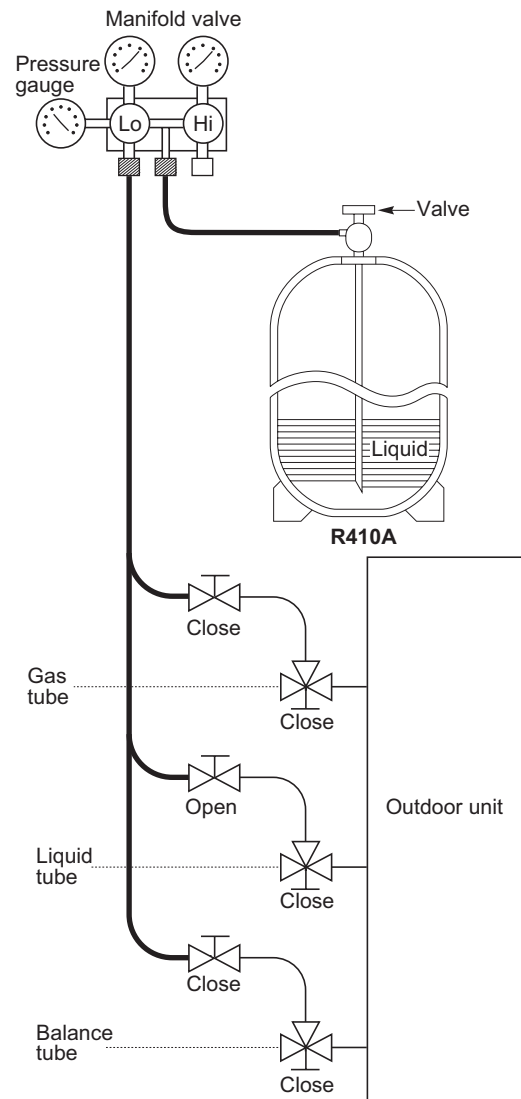 Manifold valve
Pressure
gauge
Lo
Hi
Valve
Liquid
R410A
Close
Gas
tube
Close
Open
Outdoor unit
Liquid
tube
Close
Close
Balance
tube
Close